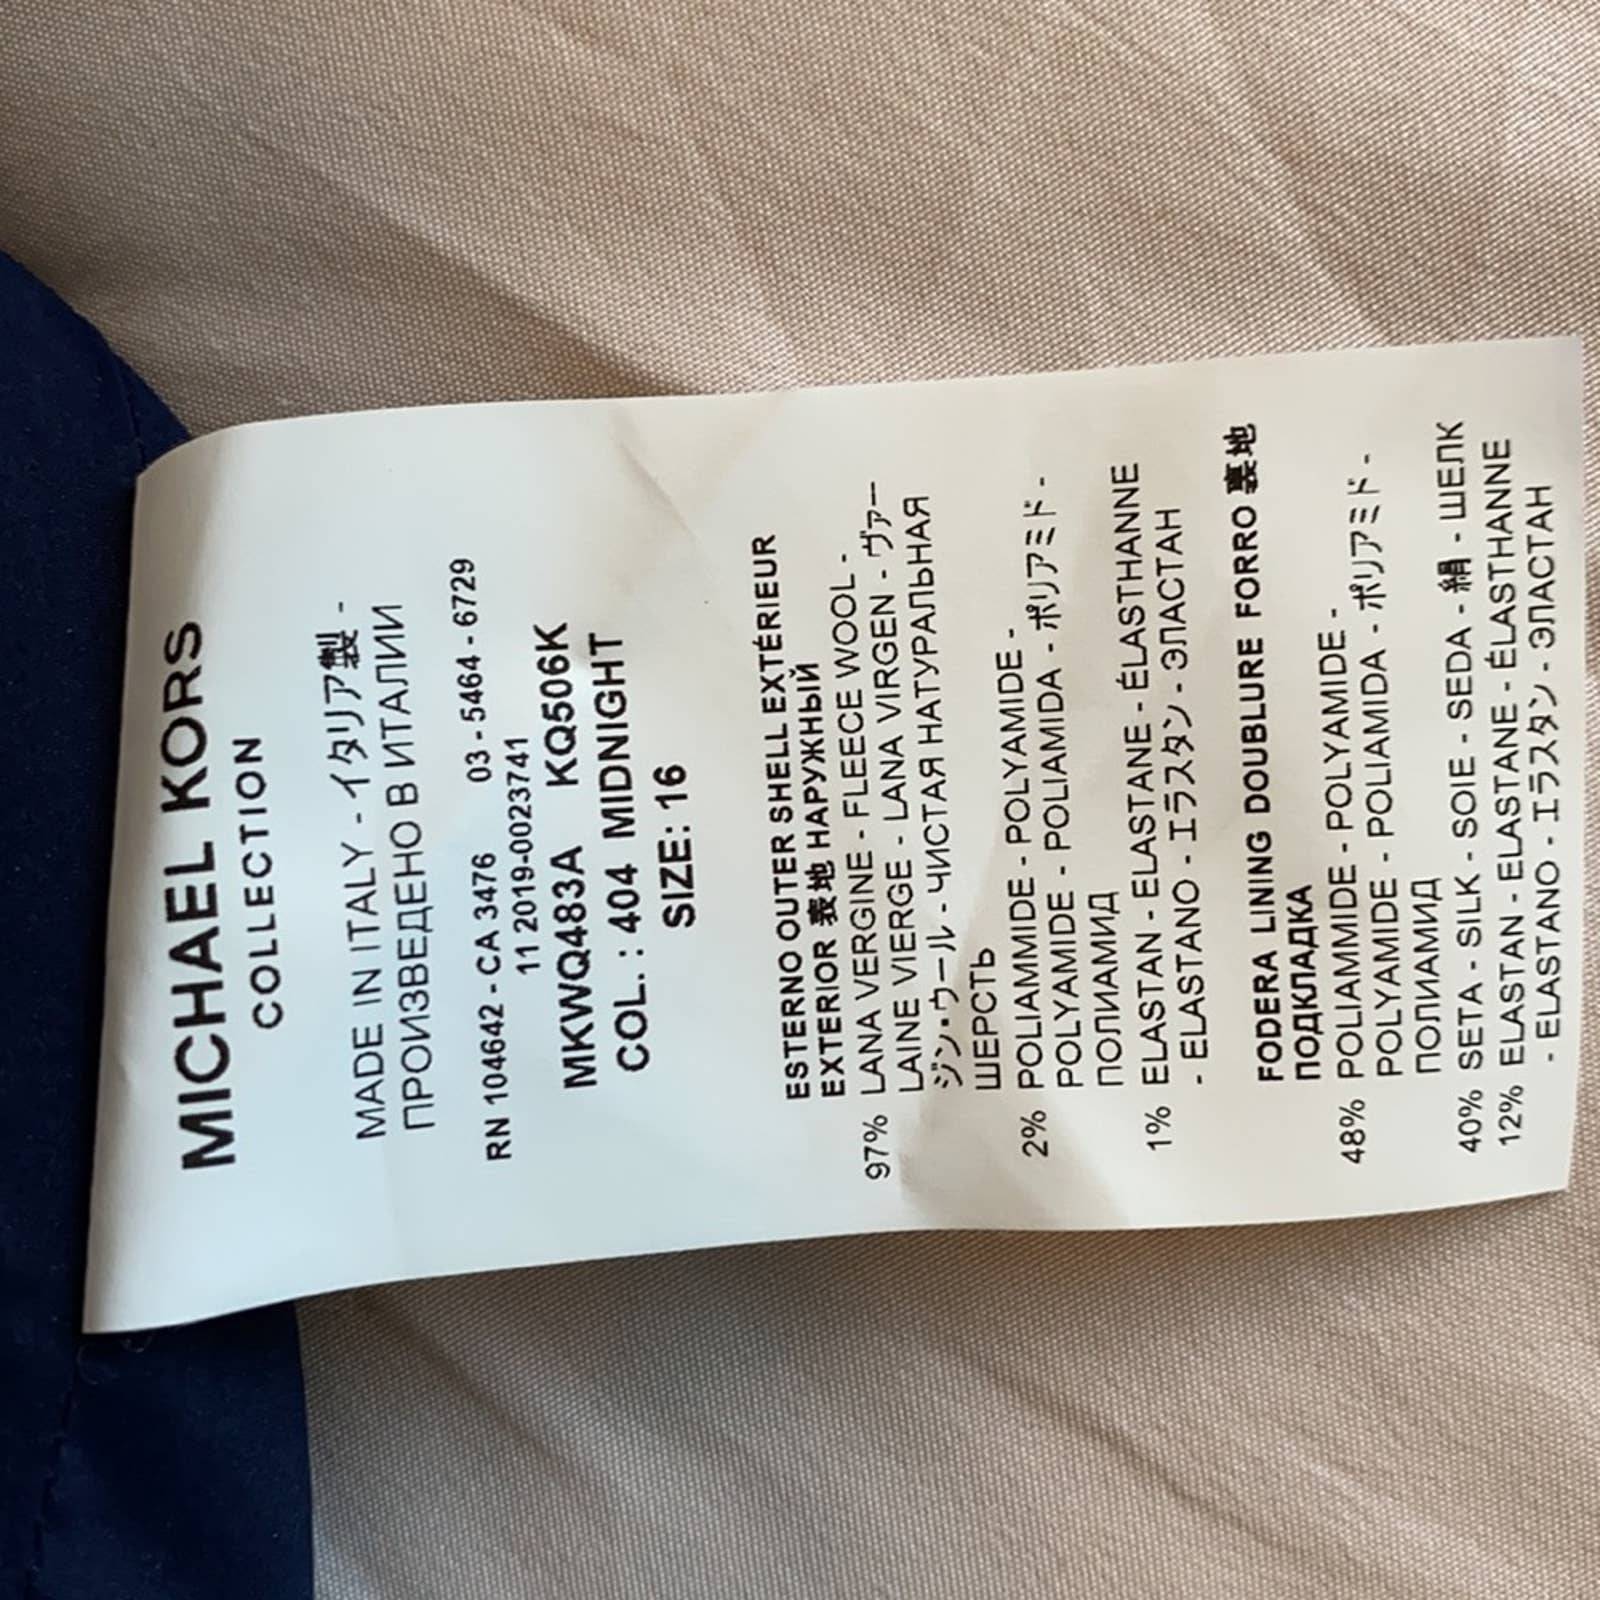 MICHAEL KORS
COLLECTION
MADE IN ITALY - イタリア製 -
ПРОИЗВЕДЕНО В ИТАЛИИ
RN 104642 - CA 3476 03 - 5464 - 6729
11 2019-0023741
MKWQ483A KQ506K
COL. : 404 MIDNIGHT
SIZE: 16
ESTERNO OUTER SHELL EXTÉRIEUR
EXTERIOR 表地 НАРУЖНЫЙ
97% LANA VERGINE - FLEECE WOOL -
LAINE VIERGE - LANA VIRGEN - ヴァー
ジン・ウール - ЧИСТАЯ НАТУРАЛЬНАЯ
ШЕРСТЬ
2% POLIAMMIDE - POLYAMIDE -
POLYAMIDE - POLIAMIDA - ポリアミド -
ПОЛИАМИД
1% ELASTAN - ELASTANE - ÉLASTHANNE
- ELASTANO - エラスタン - ЭЛАСТАН
FODERA LINING DOUBLURE FORRO 裏地
ПОДКЛАДКА
48% POLIAMMIDE - POLYAMIDE -
POLYAMIDE - POLIAMIDA - ポリアミド -
ПОЛИАМИД
40% SETA - SILK - SOIE - SEDA - 絹 - ШЕЛК
12% ELASTAN - ELASTANE - ÉLASTHANNE
- ELASTANO - エラスタン - ЭЛАСТАН